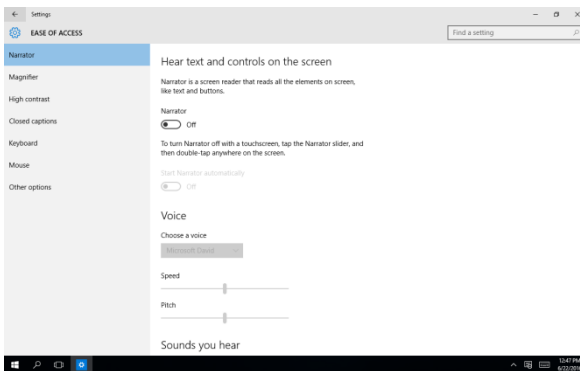 Settings
EASE OF ACCESS
Find a setting
Narrator
Magnifier
High contrast
Closed captions
Keyboard
Mouse
Other options
Hear text and controls on the screen
Narrator is a screen reader that reads all the elements on screen,
like text and buttons.
Narrator
Off
To turn Narrator off with a touchscreen, tap the Narrator slider, and
then double-tap anywhere on the screen.
Start Narrator automatically
Off
Voice
Choose a voice
Microsoft David
Speed
Pitch
Sounds you hear
12:47 PM